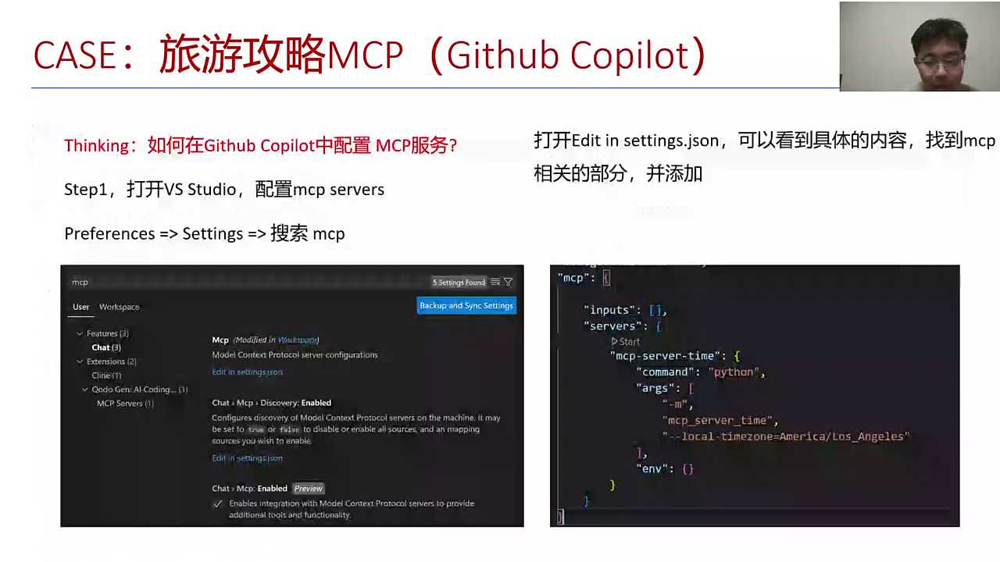 CASE：旅游攻略MCP（Github Copilot）
Thinking：如何在Github Copilot中配置 MCP服务?
Step1，打开VS Studio，配置mcp servers
Preferences => Settings => 搜索 mcp
mcp
5 Settings Found
User Workspace
Backup and Sync Settings
Features (3)
Chat (3)
Extensions (2)
Cline (1)
Qodo Gen: AI Coding... (1)
MCP Servers (1)
Mcp (Modified in Workspace)
Model Context Protocol server configurations
Edit in settings.json
Chat › Mcp › Discovery: Enabled
Configures discovery of Model Context Protocol servers on the machine. It may
be set to true or false to disable or enable all sources, and an mapping
sources you wish to enable.
Edit in settings.json
Chat › Mcp: Enabled Preview
Enables integration with Model Context Protocol servers to provide
additional tools and functionality.
打开Edit in settings.json，可以看到具体的内容，找到mcp
相关的部分，并添加
"mcp": {
"inputs": [],
"servers": {
Start
"mcp-server-time": {
"command": "python",
"args": [
"-m",
"mcp_server_time",
"--local-timezone=America/Los_Angeles"
],
"env": {}
}
}
}